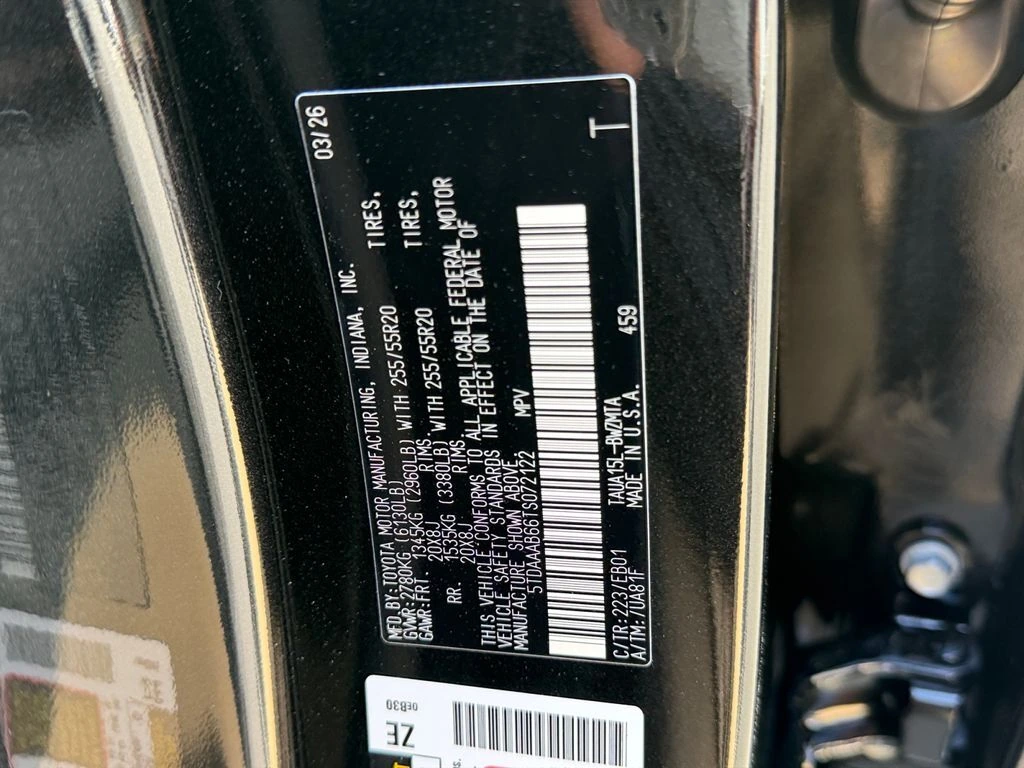 MFD.BY:TOYOTA MOTOR MANUFACTURING, INDIANA, INC. 03/26
GVWR:2780KG (6130LB)
GAWR:FRT. 1345KG (2960LB) WITH 255/55R20 TIRES,
20X8J RIMS
RR. 1535KG (3380LB) WITH 255/55R20 TIRES,
20X8J RIMS
THIS VEHICLE CONFORMS TO ALL APPLICABLE FEDERAL MOTOR
VEHICLE SAFETY STANDARDS IN EFFECT ON THE DATE OF
MANUFACTURE SHOWN ABOVE.
5TDAAAB66TS072122 MPV
T
C/TR:223/EB01 TAUA15L-BWZMTA
A/TM:/UA81F MADE IN U.S.A. 459
0EB30
ZE